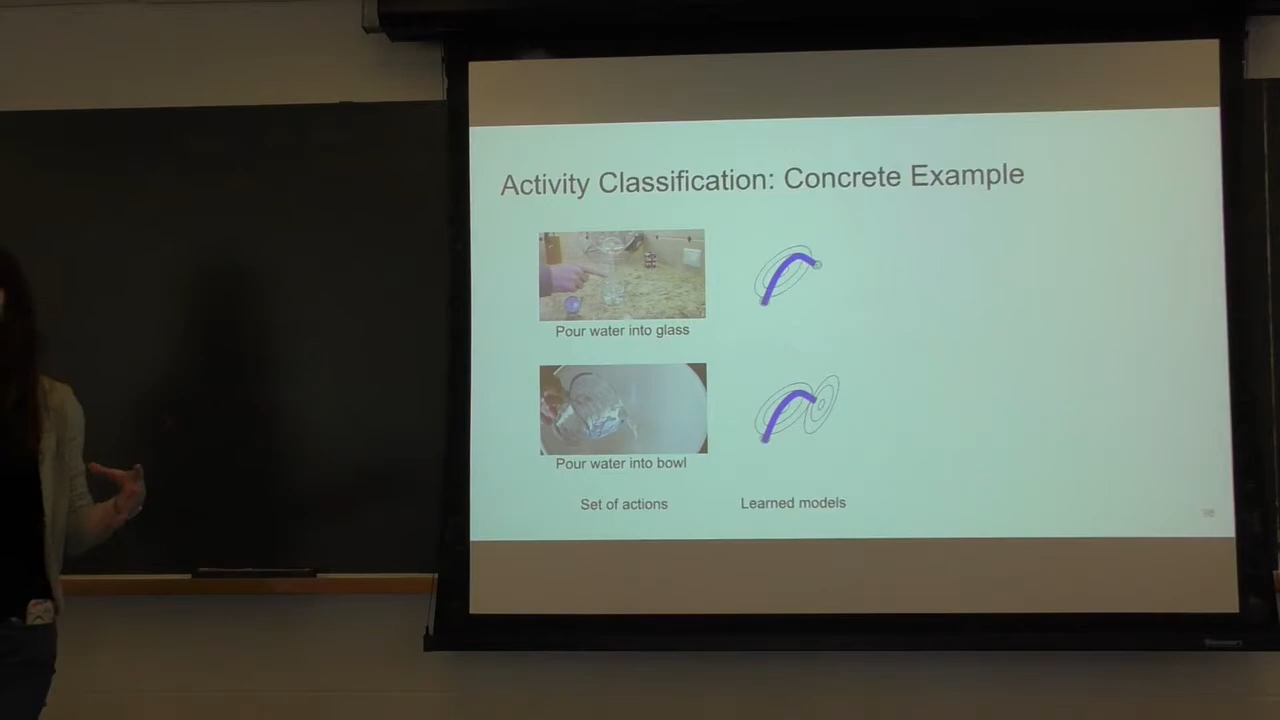 Activity Classification: Concrete Example
Pour water into glass
Pour water into bowl
Set of actions
Learned models